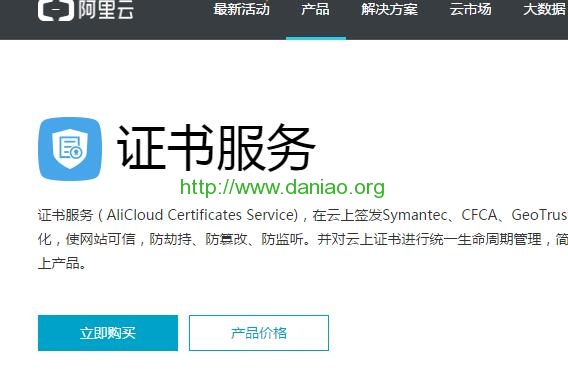 阿里云 最新活动 产品 解决方案 云市场 大数据
证书服务
http://www.daniao.org
证书服务 ( AliCloud Certificates Service)，在云上签发Symantec、CFCA、GeoTrust
化，使网站可信，防劫持、防篡改、防监听。并对云上证书进行统一生命周期管理，简
上产品。
立即购买 产品价格